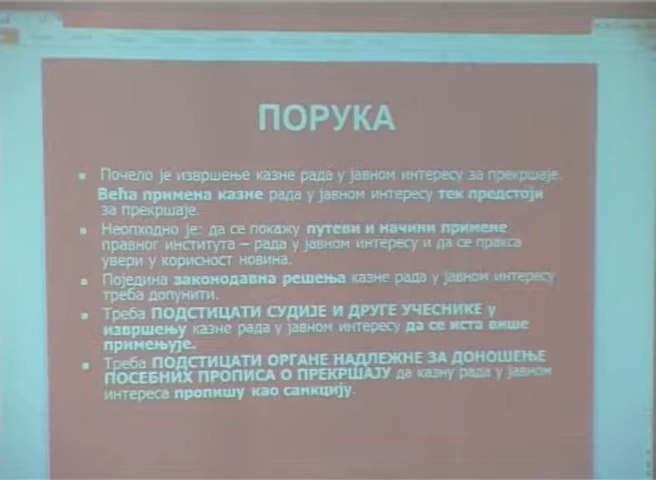 ПОРУКА
Почело је извршење казне рада у јавном интересу за прекршаје.
Већа примена казне рада у јавном интересу тек предстоји
за прекршаје.
Неопходно је: да се покажу путеви и начини примене
правног института – рада у јавном интересу и да се пракса
увери у корисност новина.
Поједина законодавна решења казне рада у јавном интересу
треба допунити.
Треба ПОДСТИЦАТИ СУДИЈЕ И ДРУГЕ УЧЕСНИКЕ у
извршењу казне рада у јавном интересу да се иста више
примењује.
Треба ПОДСТИЦАТИ ОРГАНЕ НАДЛЕЖНЕ ЗА ДОНОШЕЊЕ
ПОСЕБНИХ ПРОПИСА О ПРЕКРШАЈУ да казну рада у јавном
интереса пропишу као санкцију.